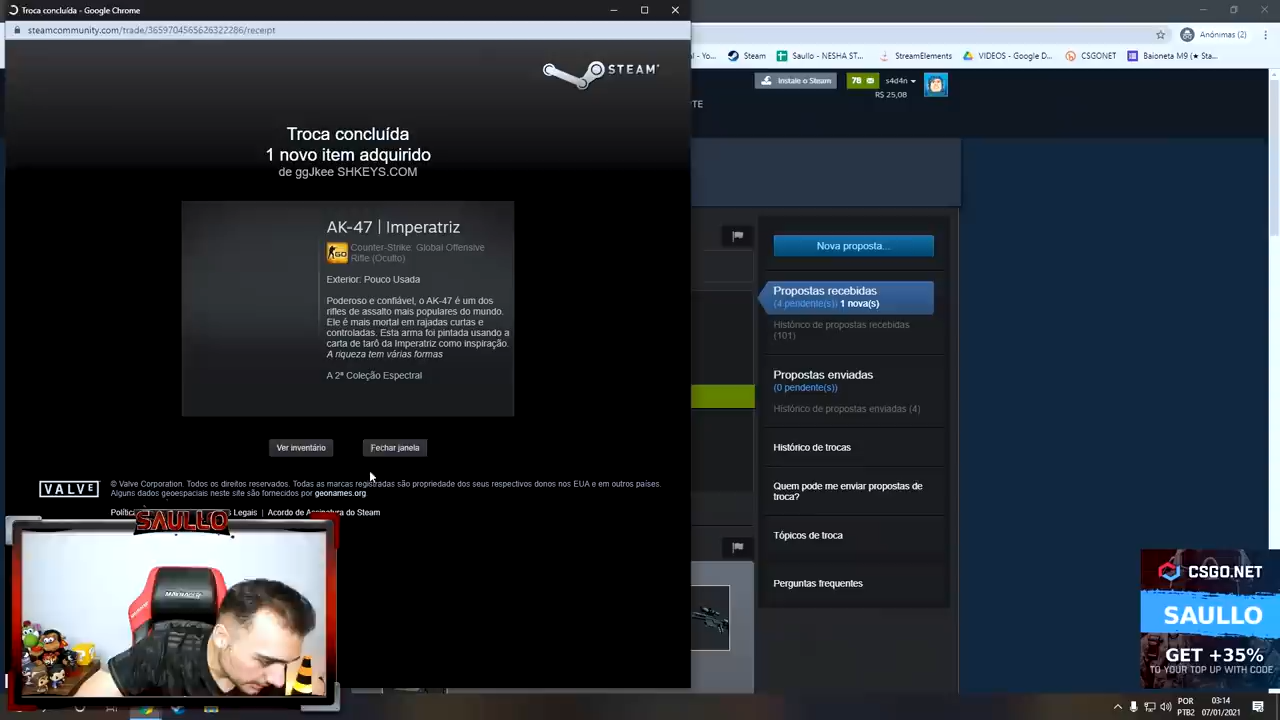 Troca concluída - Google Chrome
steamcommunity.com/trade/3659704565626322286/receipt
Anônimas (2)
Steam
Saullo - NESHA ST...
StreamElements
VIDEOS - Google D...
CSGONET
Baioneta M9 (★ Sta...
STEAM
Instale o Steam
78
s4d4n
R$ 25,08
Troca concluída
1 novo item adquirido
de ggJkee SHKEYS.COM
AK-47 | Imperatriz
Counter-Strike: Global Offensive
Rifle (Oculto)
Exterior: Pouco Usada
Poderoso e confiável, o AK-47 é um dos
rifles de assalto mais populares do mundo.
Ele é mais mortal em rajadas curtas e
controladas. Esta arma foi pintada usando a
carta de tarô da Imperatriz como inspiração.
A riqueza tem várias formas
A 2ª Coleção Espectral
Ver inventário
Fechar janela
VALVE
© Valve Corporation. Todos os direitos reservados. Todas as marcas registradas são propriedade dos seus respectivos donos nos EUA e em outros países.
Alguns dados geoespaciais neste site são fornecidos por geonames.org.
Legais | Acordo de Assinatura do Steam
Nova proposta...
Propostas recebidas
(4 pendente(s)) 1 nova(s)
Histórico de propostas recebidas
(101)
Propostas enviadas
(0 pendente(s))
Histórico de propostas enviadas (4)
Histórico de trocas
Quem pode me enviar propostas de
troca?
Tópicos de troca
Perguntas frequentes
SAULLO
CSGO.NET
SAULLO
GET +35%
TO YOUR TOP UP WITH CODE
POR
PTB2
03:14
07/01/2021